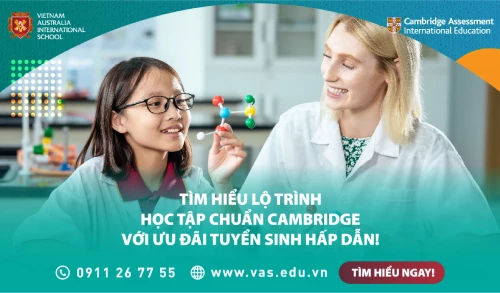 VIETNAM
AUSTRALIA
INTERNATIONAL
SCHOOL
Cambridge Assessment
International Education
TÌM HIỂU LỘ TRÌNH
HỌC TẬP CHUẨN CAMBRIDGE
VỚI ƯU ĐÃI TUYỂN SINH HẤP DẪN!
0911 26 77 55
www.vas.edu.vn
TÌM HIỂU NGAY!